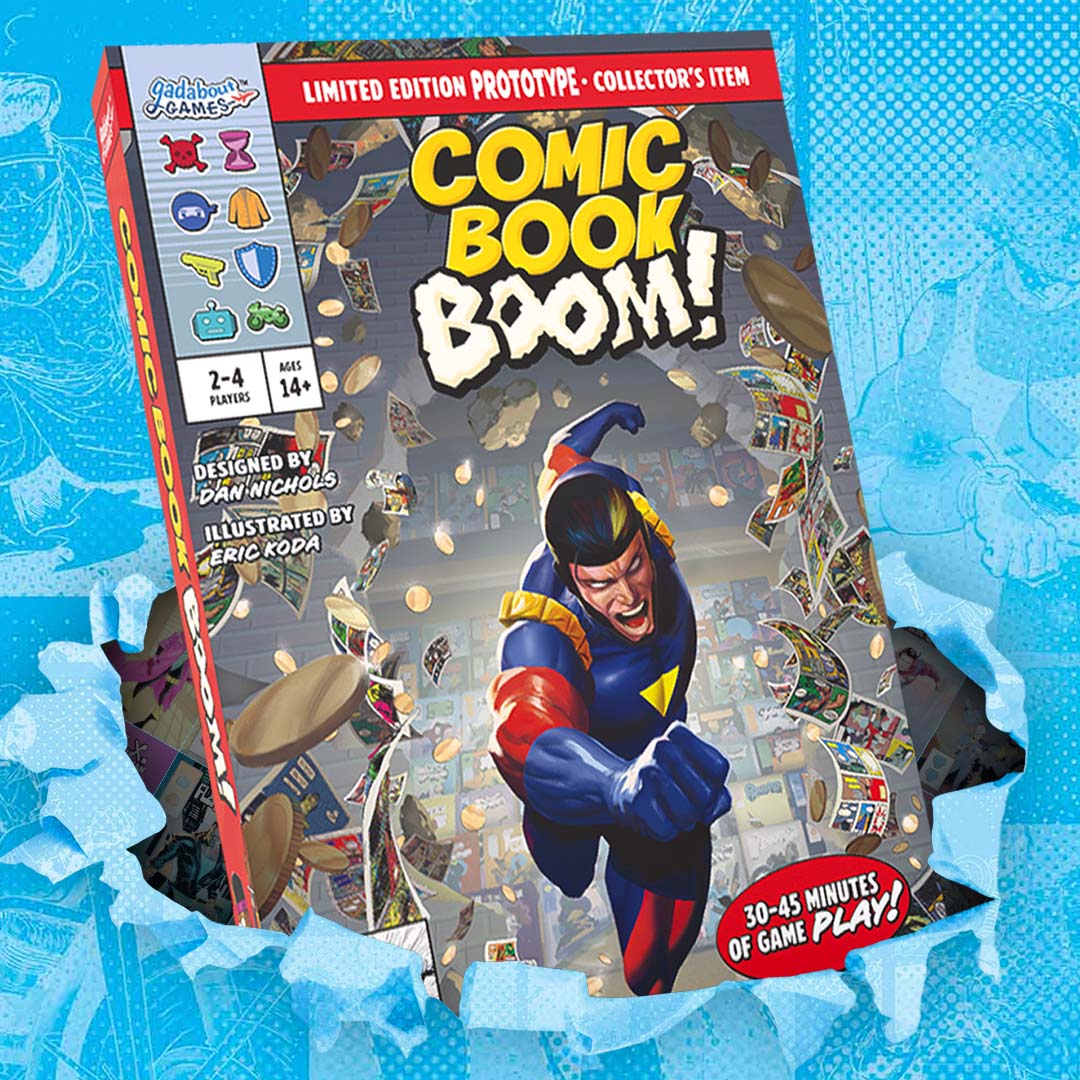 gadabout™
GAMES
LIMITED EDITION PROTOTYPE · COLLECTOR'S ITEM
COMIC
BOOK
BOOM!
2-4
PLAYERS
AGES
14+
DESIGNED BY
DAN NICHOLS
ILLUSTRATED BY
ERIC KODA
COMIC BOOK BOOM!
30-45 MINUTES
OF GAME PLAY!